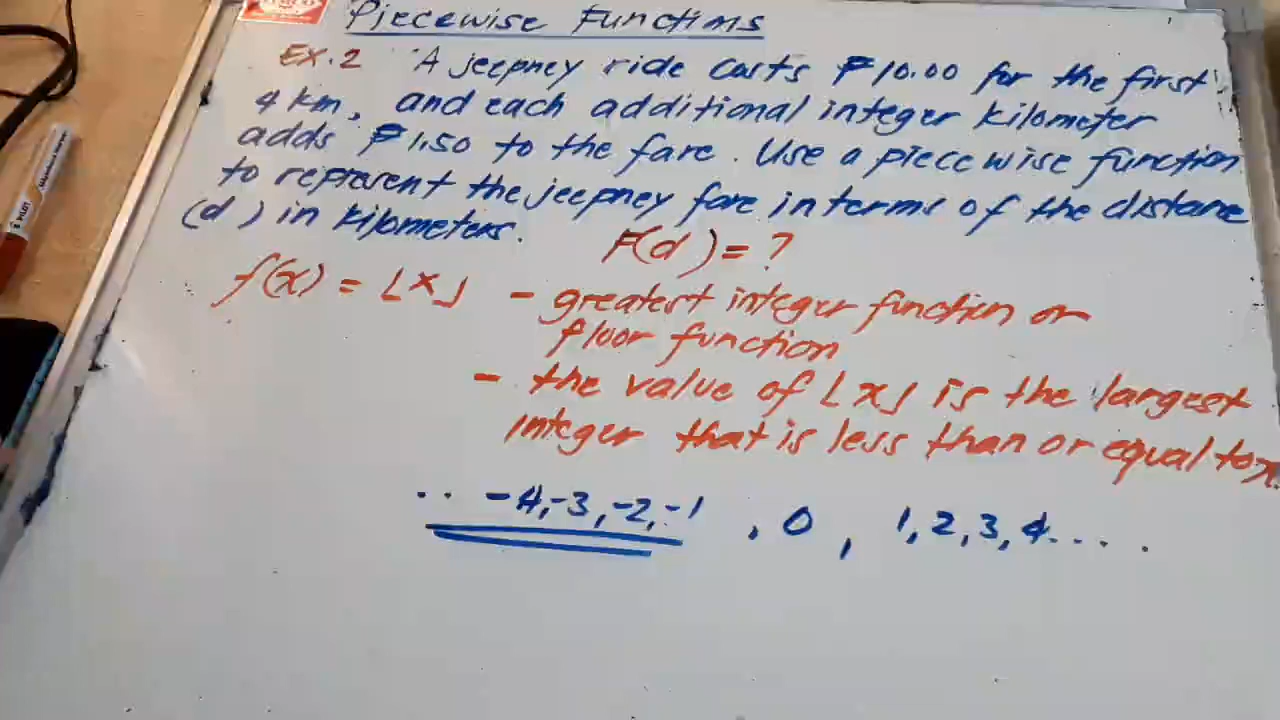 Piecewise Functions
Ex. 2 "A jeepney ride costs ₱10.00 for the first
4 km, and each additional integer kilometer
adds ₱1.50 to the fare. Use a piecewise function
to represent the jeepney fare in terms of the distane
(d) in kilometers.
F(d) = ?
f(x) = ⌊x⌋ - greatest integer function or
floor function
- the value of ⌊x⌋ is the largest
integer that is less than or equal to x.
.. -4,-3,-2,-1 , 0 , 1,2,3,4....
PILOT